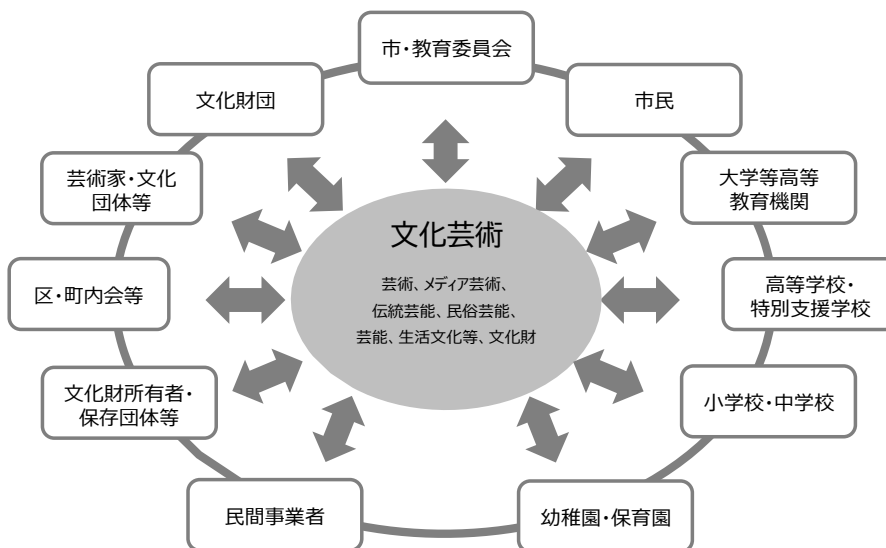 市・教育委員会
文化財団
市民
芸術家・文化
団体等
大学等高等
教育機関
文化芸術
芸術、メディア芸術、
伝統芸能、民俗芸能、
芸能、生活文化等、文化財
区・町内会等
高等学校・
特別支援学校
文化財所有者・
保存団体等
小学校・中学校
民間事業者
幼稚園・保育園